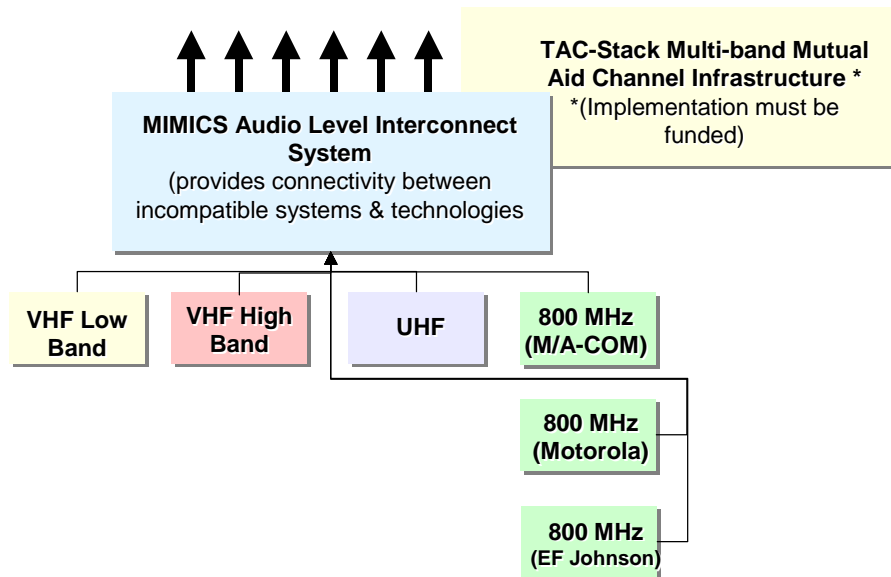 TAC-Stack Multi-band Mutual
Aid Channel Infrastructure *
*(Implementation must be
funded)
MIMICS Audio Level Interconnect
System
(provides connectivity between
incompatible systems & technologies
VHF Low
Band
VHF High
Band
UHF
800 MHz
(M/A-COM)
800 MHz
(Motorola)
800 MHz
(EF Johnson)